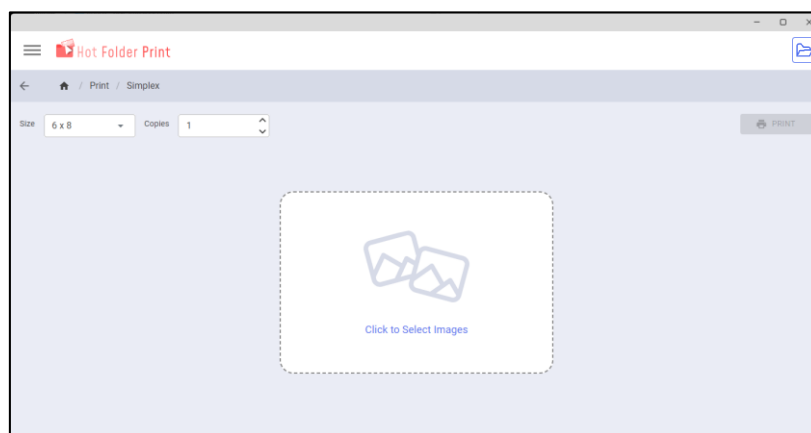 Hot Folder Print
/ Print / Simplex
Size 6 x 8 Copies 1 PRINT
Click to Select Images